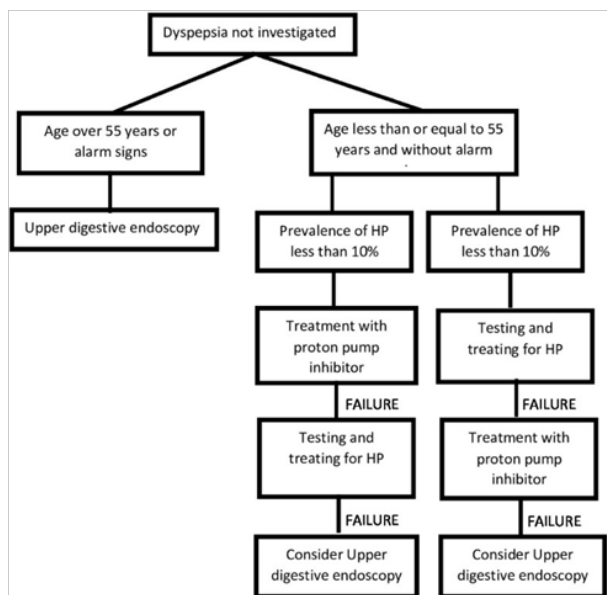 Dyspepsia not investigated
Age over 55 years or
alarm signs
Age less than or equal to 55
years and without alarm
.
Upper digestive endoscopy
Prevalence of HP
less than 10%
Prevalence of HP
less than 10%
Treatment with
proton pump
inhibitor
Testing and
treating for HP
FAILURE
FAILURE
Testing and
treating for HP
Treatment with
proton pump
inhibitor
FAILURE
FAILURE
Consider Upper
digestive endoscopy
Consider Upper
digestive endoscopy